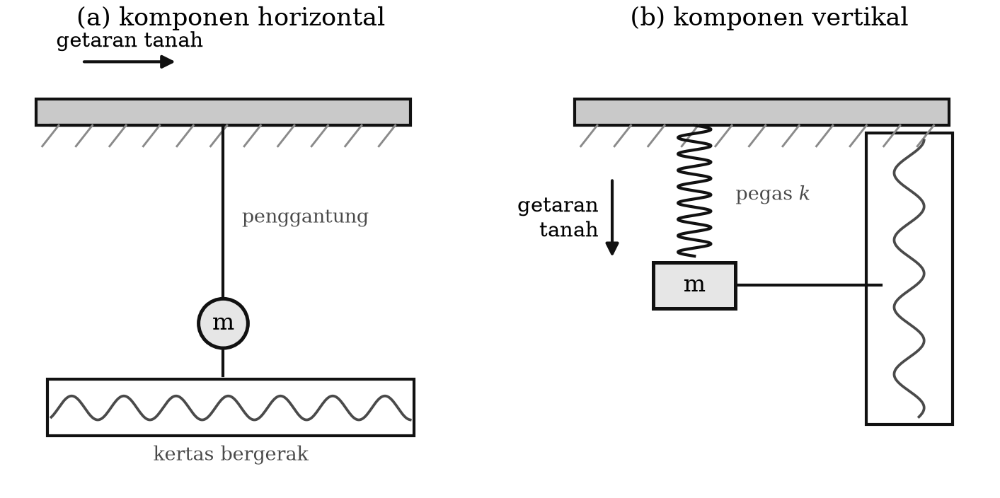 (a) komponen horizontal
getaran tanah
penggantung
m
kertas bergerak
(b) komponen vertikal
getaran
tanah
pegas k
m